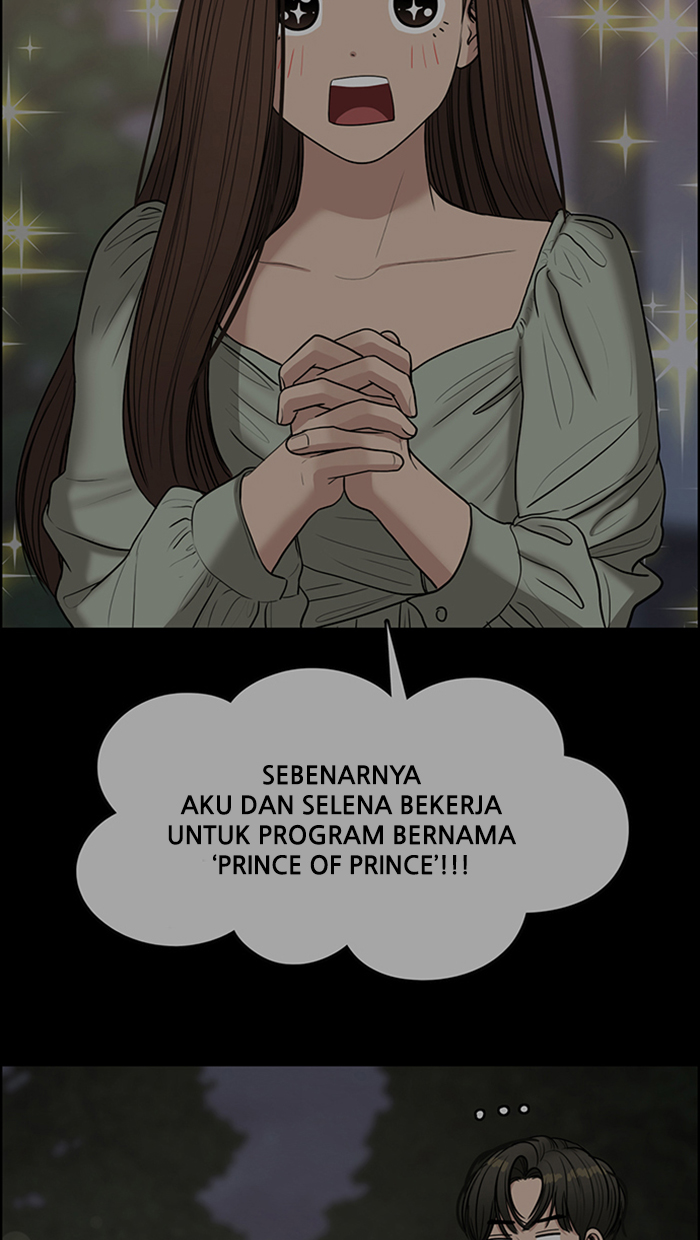 SEBENARNYA
AKU DAN SELENA BEKERJA
UNTUK PROGRAM BERNAMA
‘PRINCE OF PRINCE’!!!
...